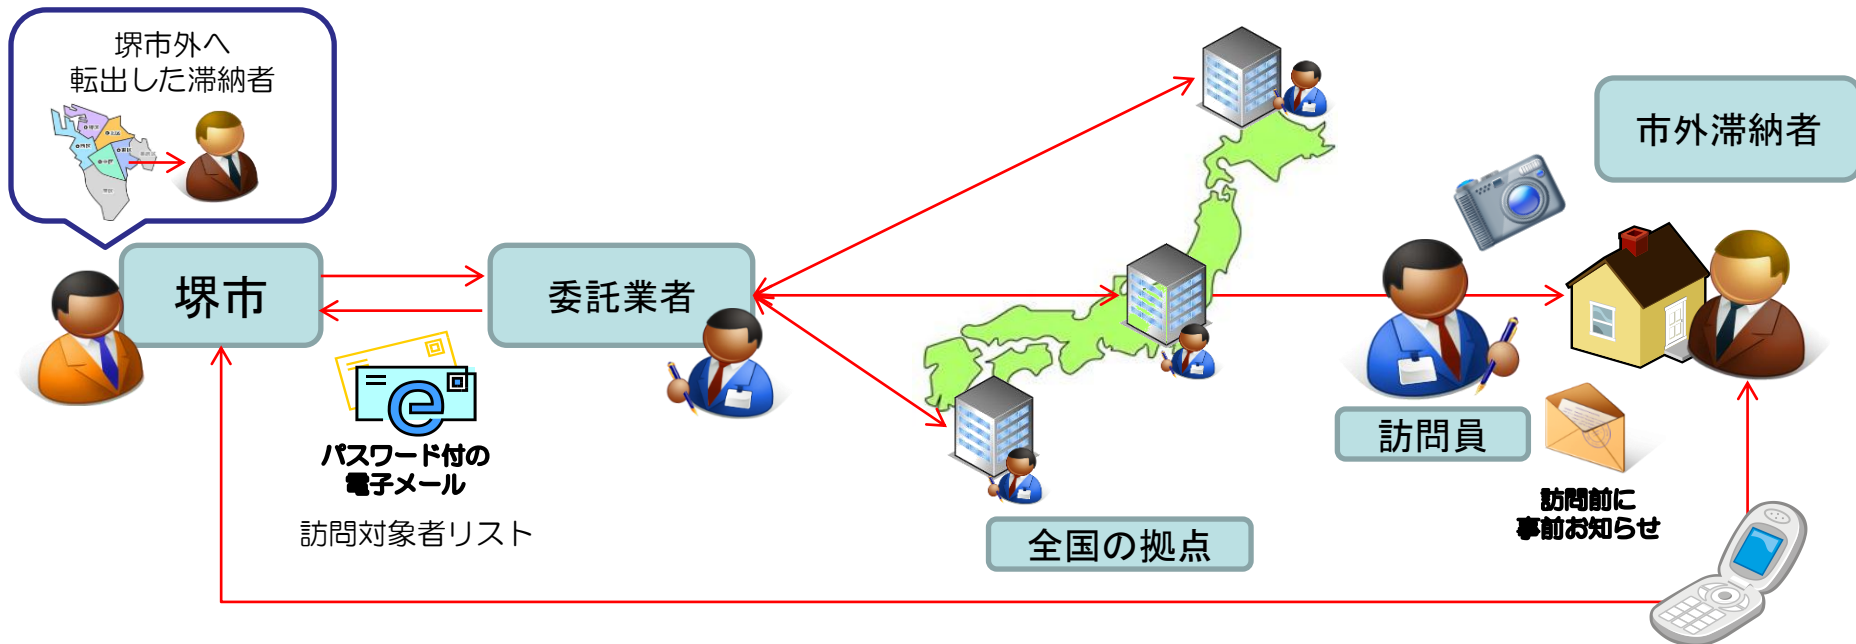 堺市外へ
転出した滞納者
堺市
委託業者
パスワード付の
電子メール
訪問対象者リスト
全国の拠点
訪問員
市外滞納者
訪問前に
事前お知らせ